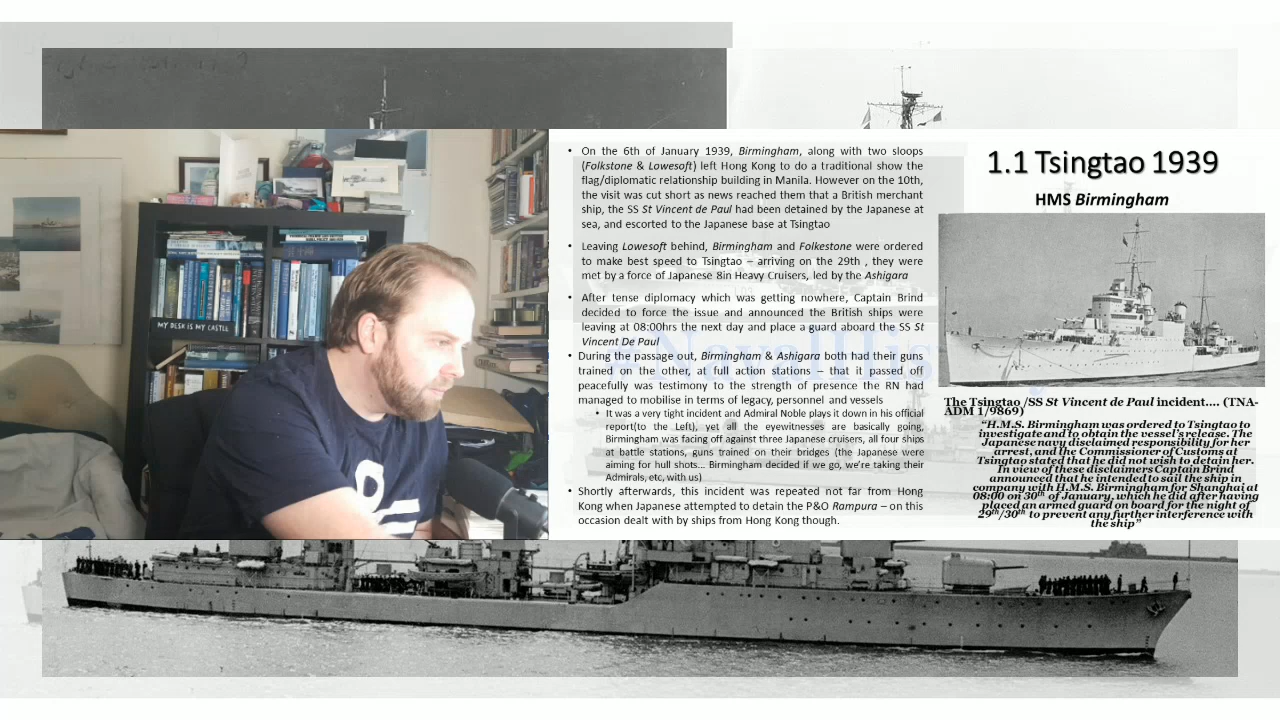 • On the 6th of January 1939, Birmingham, along with two sloops
(Folkstone & Lowesoft) left Hong Kong to do a traditional show the
flag/diplomatic relationship building in Manila. However on the 10th,
the visit was cut short as news reached them that a British merchant
ship, the SS St Vincent de Paul had been detained by the Japanese at
sea, and escorted to the Japanese base at Tsingtao
• Leaving Lowesoft behind, Birmingham and Folkestone were ordered
to make best speed to Tsingtao – arriving on the 29th , they were
met by a force of Japanese 8in Heavy Cruisers, led by the Ashigara
• After tense diplomacy which was getting nowhere, Captain Brind
decided to force the issue and announced the British ships were
leaving at 08:00hrs the next day and place a guard aboard the SS St
Vincent De Paul
• During the passage out, Birmingham & Ashigara both had their guns
trained on the other, at full action stations – that it passed off
peacefully was testimony to the strength of presence the RN had
managed to mobilise in terms of legacy, personnel and vessels
• It was a very tight incident and Admiral Noble plays it down in his official
report(to the Left), yet all the eyewitnesses are basically going,
Birmingham was facing off against three Japanese cruisers, all four ships
at battle stations, guns trained on their bridges (the Japanese were
aiming for hull shots... Birmingham decided if we go, we're taking their
Admirals, etc, with us)
• Shortly afterwards, this incident was repeated not far from Hong
Kong when Japanese attempted to detain the P&O Rampura – on this
occasion dealt with by ships from Hong Kong though.
1.1 Tsingtao 1939
HMS Birmingham
The Tsingtao /SS St Vincent de Paul incident.... (TNA-
ADM 1/9869)
"H.M.S. Birmingham was ordered to Tsingtao to
investigate and to obtain the vessel's release. The
Japanese navy disclaimed responsibility for her
arrest, and the Commissioner of Customs at
Tsingtao stated that he did not wish to detain her.
In view of these disclaimers Captain Brind
announced that he intended to sail the ship in
company with H.M.S. Birmingham for Shanghai at
08:00 on 30th of January, which he did after having
placed an armed guard on board for the night of
29th/30th to prevent any further interference with
the ship"
MY DESK IS MY CASTLE